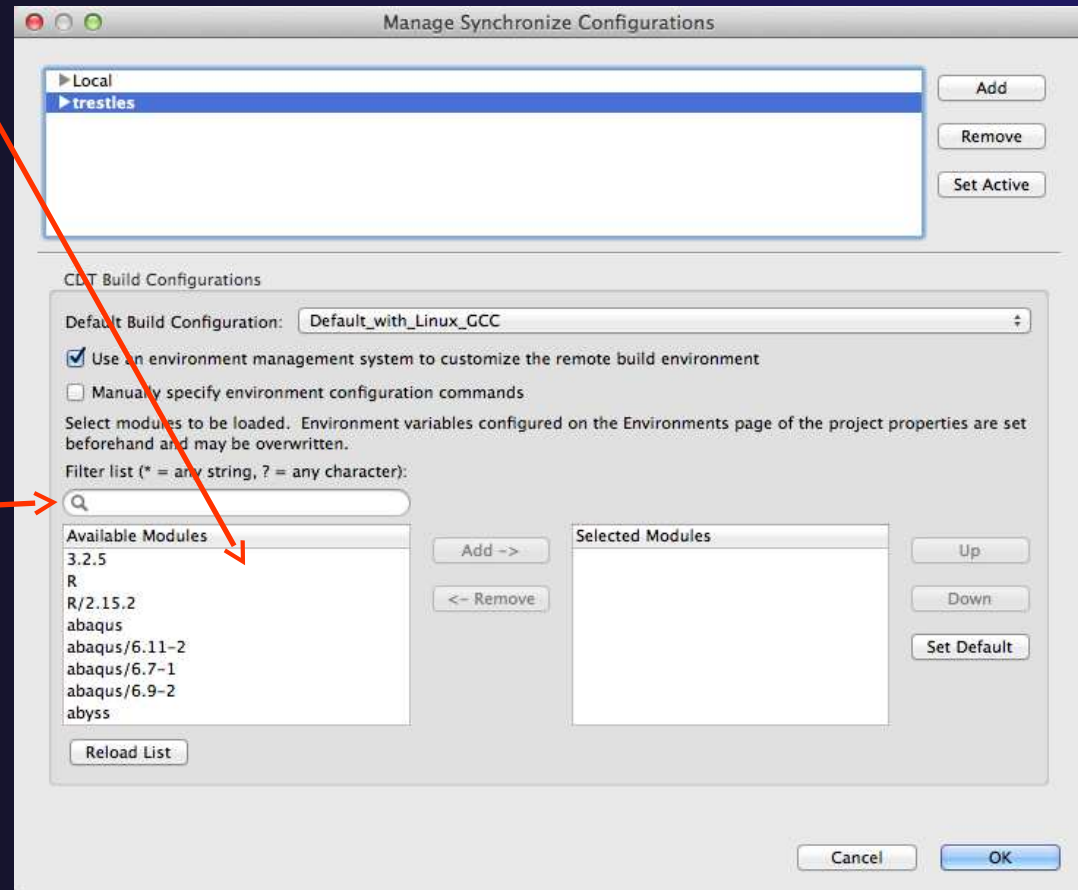 Manage Synchronize Configurations
Local
trestles
Add
Remove
Set Active
CDT Build Configurations
Default Build Configuration: Default_with_Linux_GCC
Use an environment management system to customize the remote build environment
Manually specify environment configuration commands
Select modules to be loaded. Environment variables configured on the Environments page of the project properties are set
beforehand and may be overwritten.
Filter list (* = any string, ? = any character):
Available Modules
3.2.5
R
R/2.15.2
abaqus
abaqus/6.11-2
abaqus/6.7-1
abaqus/6.9-2
abyss
Add ->
<- Remove
Selected Modules
Up
Down
Set Default
Reload List
Cancel
OK